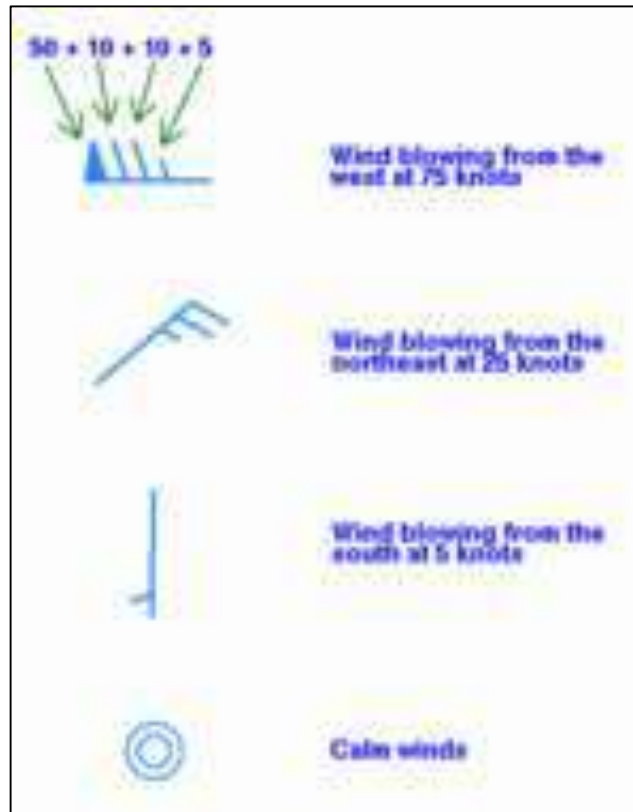 50 + 10 + 10 + 5
Wind blowing from the
west at 75 knots
Wind blowing from the
northeast at 25 knots
Wind blowing from the
south at 5 knots
Calm winds